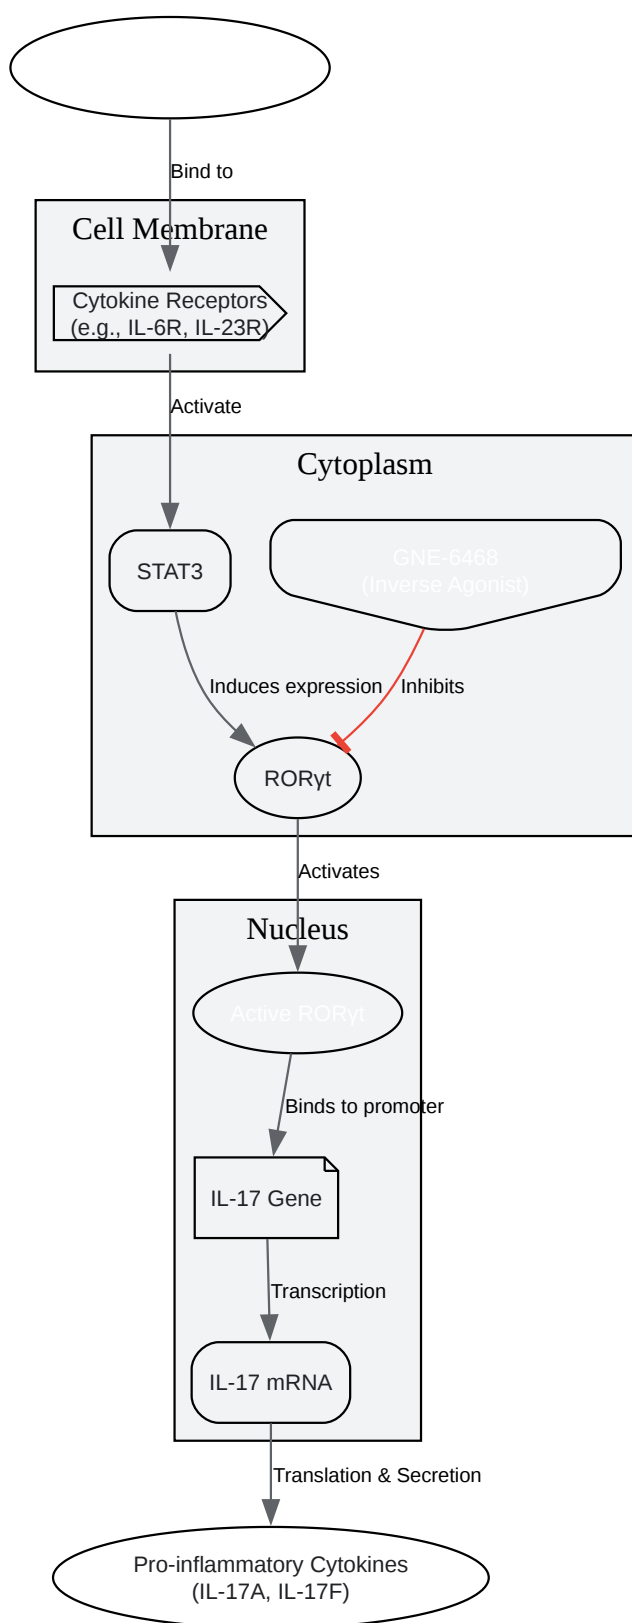 Bind to
Cell Membrane
Cytokine Receptors
(e.g., IL-6R, IL-23R)
Activate
Cytoplasm
STAT3
GNE-6468
(Inverse Agonist)
Induces expression
Inhibits
RORγt
Activates
Nucleus
Active RORγt
Binds to promoter
IL-17 Gene
Transcription
IL-17 mRNA
Translation & Secretion
Pro-inflammatory Cytokines
(IL-17A, IL-17F)